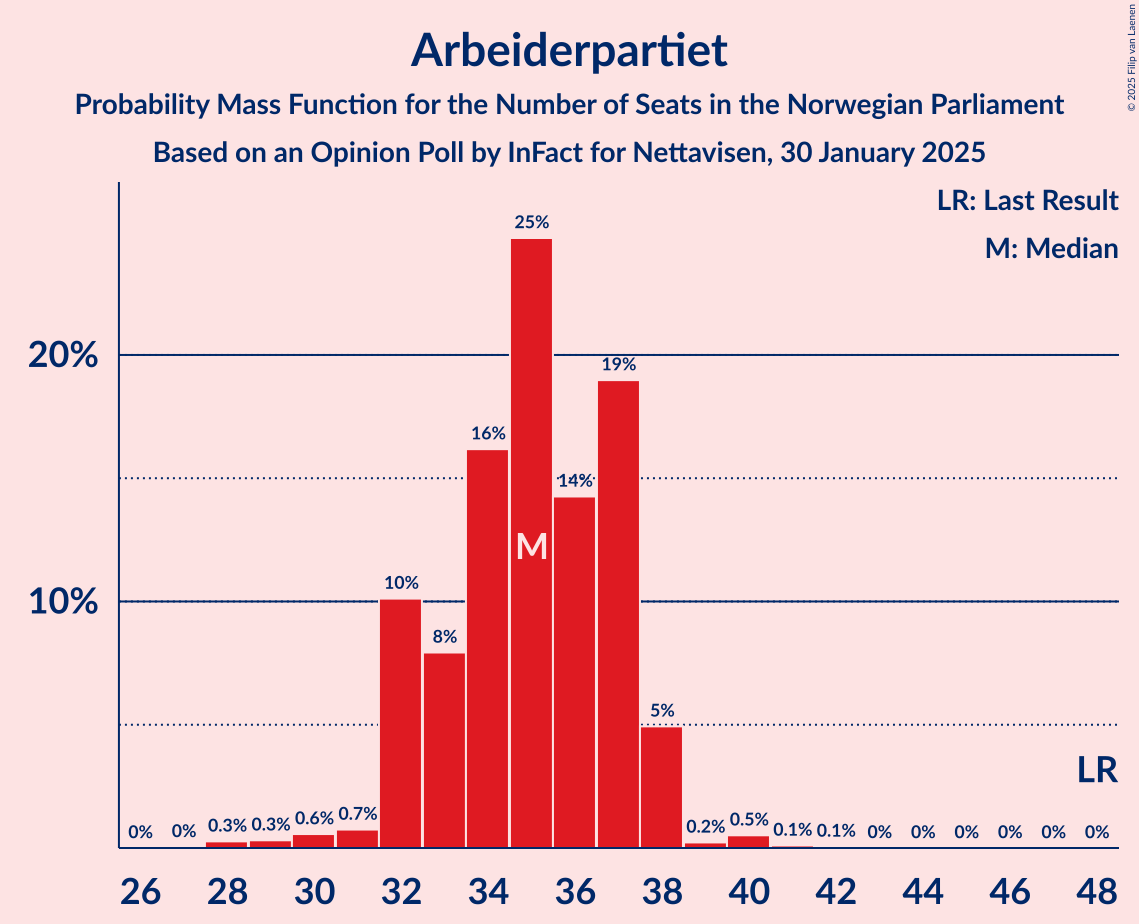 Arbeiderpartiet
Probability Mass Function for the Number of Seats in the Norwegian Parliament
Based on an Opinion Poll by InFact for Nettavisen, 30 January 2025
© 2025 Filip van Laenen
LR: Last Result
M: Median
20%
10%
0% 0% 0.3% 0.3% 0.6% 0.7% 10% 8% 16% 25% 14% 19% 5% 0.2% 0.5% 0.1% 0.1% 0% 0% 0% 0% 0% 0%
M
LR
26 28 30 32 34 36 38 40 42 44 46 48